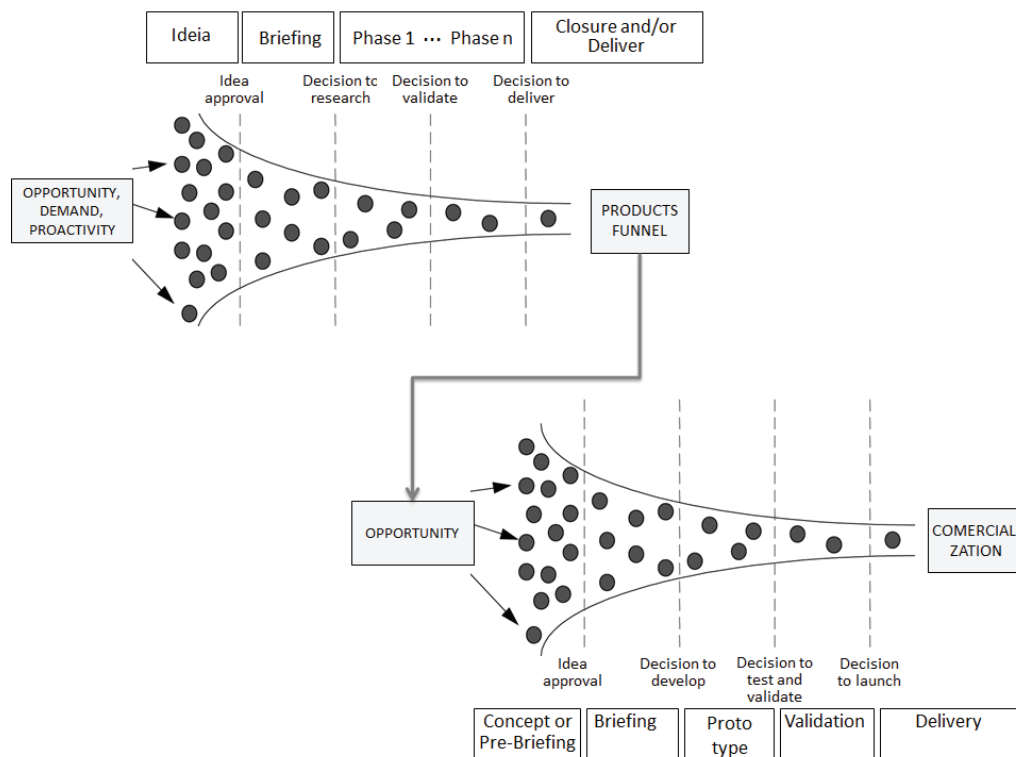 Ideia
Briefing
Phase 1 ... Phase n
Closure and/or
Deliver
Idea
approval
Decision to
research
Decision to
validate
Decision to
deliver
OPPORTUNITY,
DEMAND,
PROACTIVITY
PRODUCTS
FUNNEL
OPPORTUNITY
COMERCIALI
ZATION
Idea
approval
Decision to
develop
Decision to
test and
validate
Decision
to launch
Concept or
Pre-Briefing
Briefing
Proto
type
Validation
Delivery